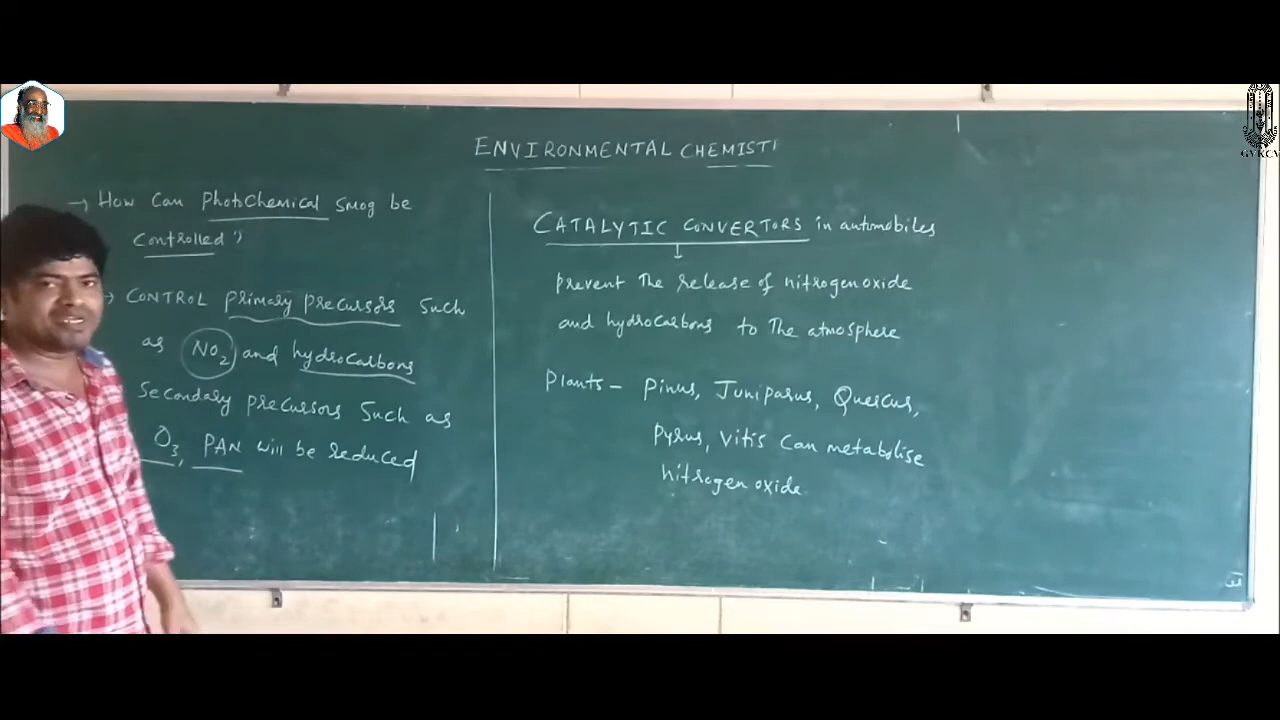 ENVIRONMENTAL CHEMIST
→ How Can PhotoChemical Smog be
Controlled?
→ CONTROL primary precursors Such
as NO2 and hydrocarbons
Secondary precursors Such as
O3, PAN will be reduced
CATALYTIC CONVERTORS in automobiles
prevent The release of nitrogen oxide
and hydrocarbons to The atmosphere
Plants – Pinus, Juniparus, Quercus,
Pyrus, Vitis Can metabolise
nitrogen oxide.